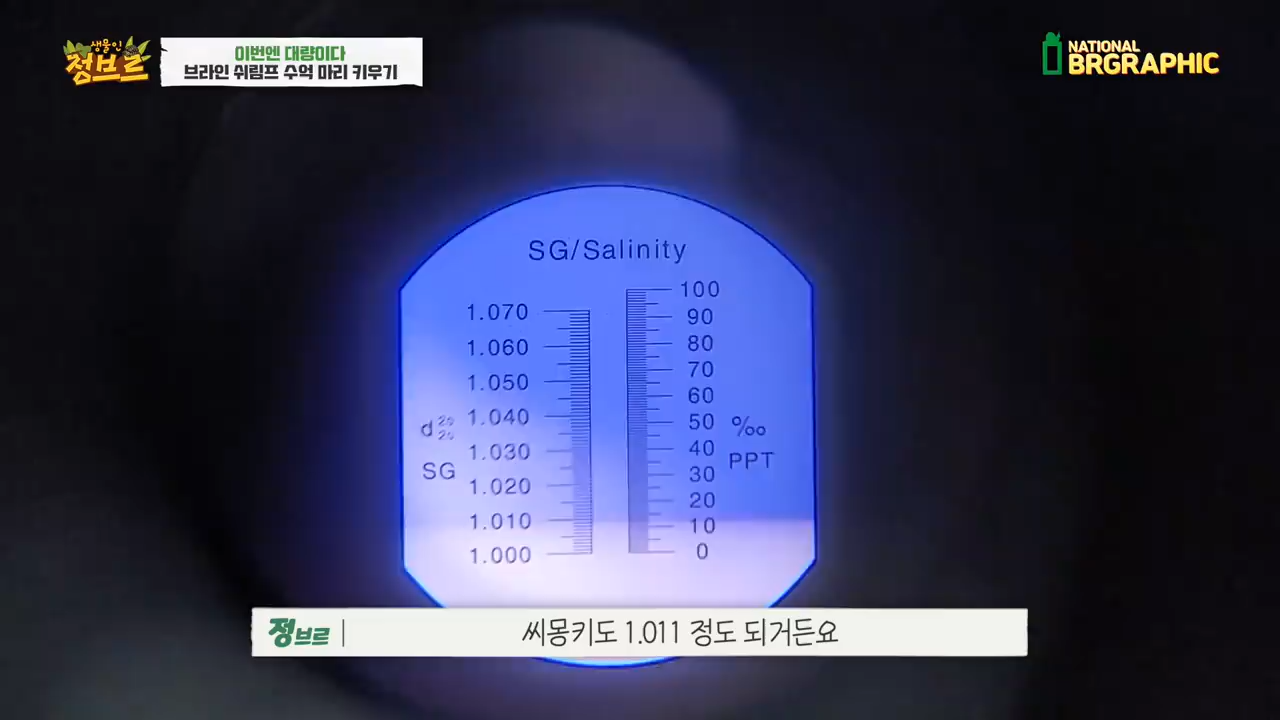 생물인
정브르
이번엔 대량이다
브라인 쉬림프 수억 마리 키우기
NATIONAL
BRGRAPHIC
SG/Salinity
1.070
1.060
1.050
1.040
1.030
1.020
1.010
1.000
d 20/20
SG
100
90
80
70
60
50
40
30
20
10
0
‰
PPT
정브르
씨몽키도 1.011 정도 되거든요